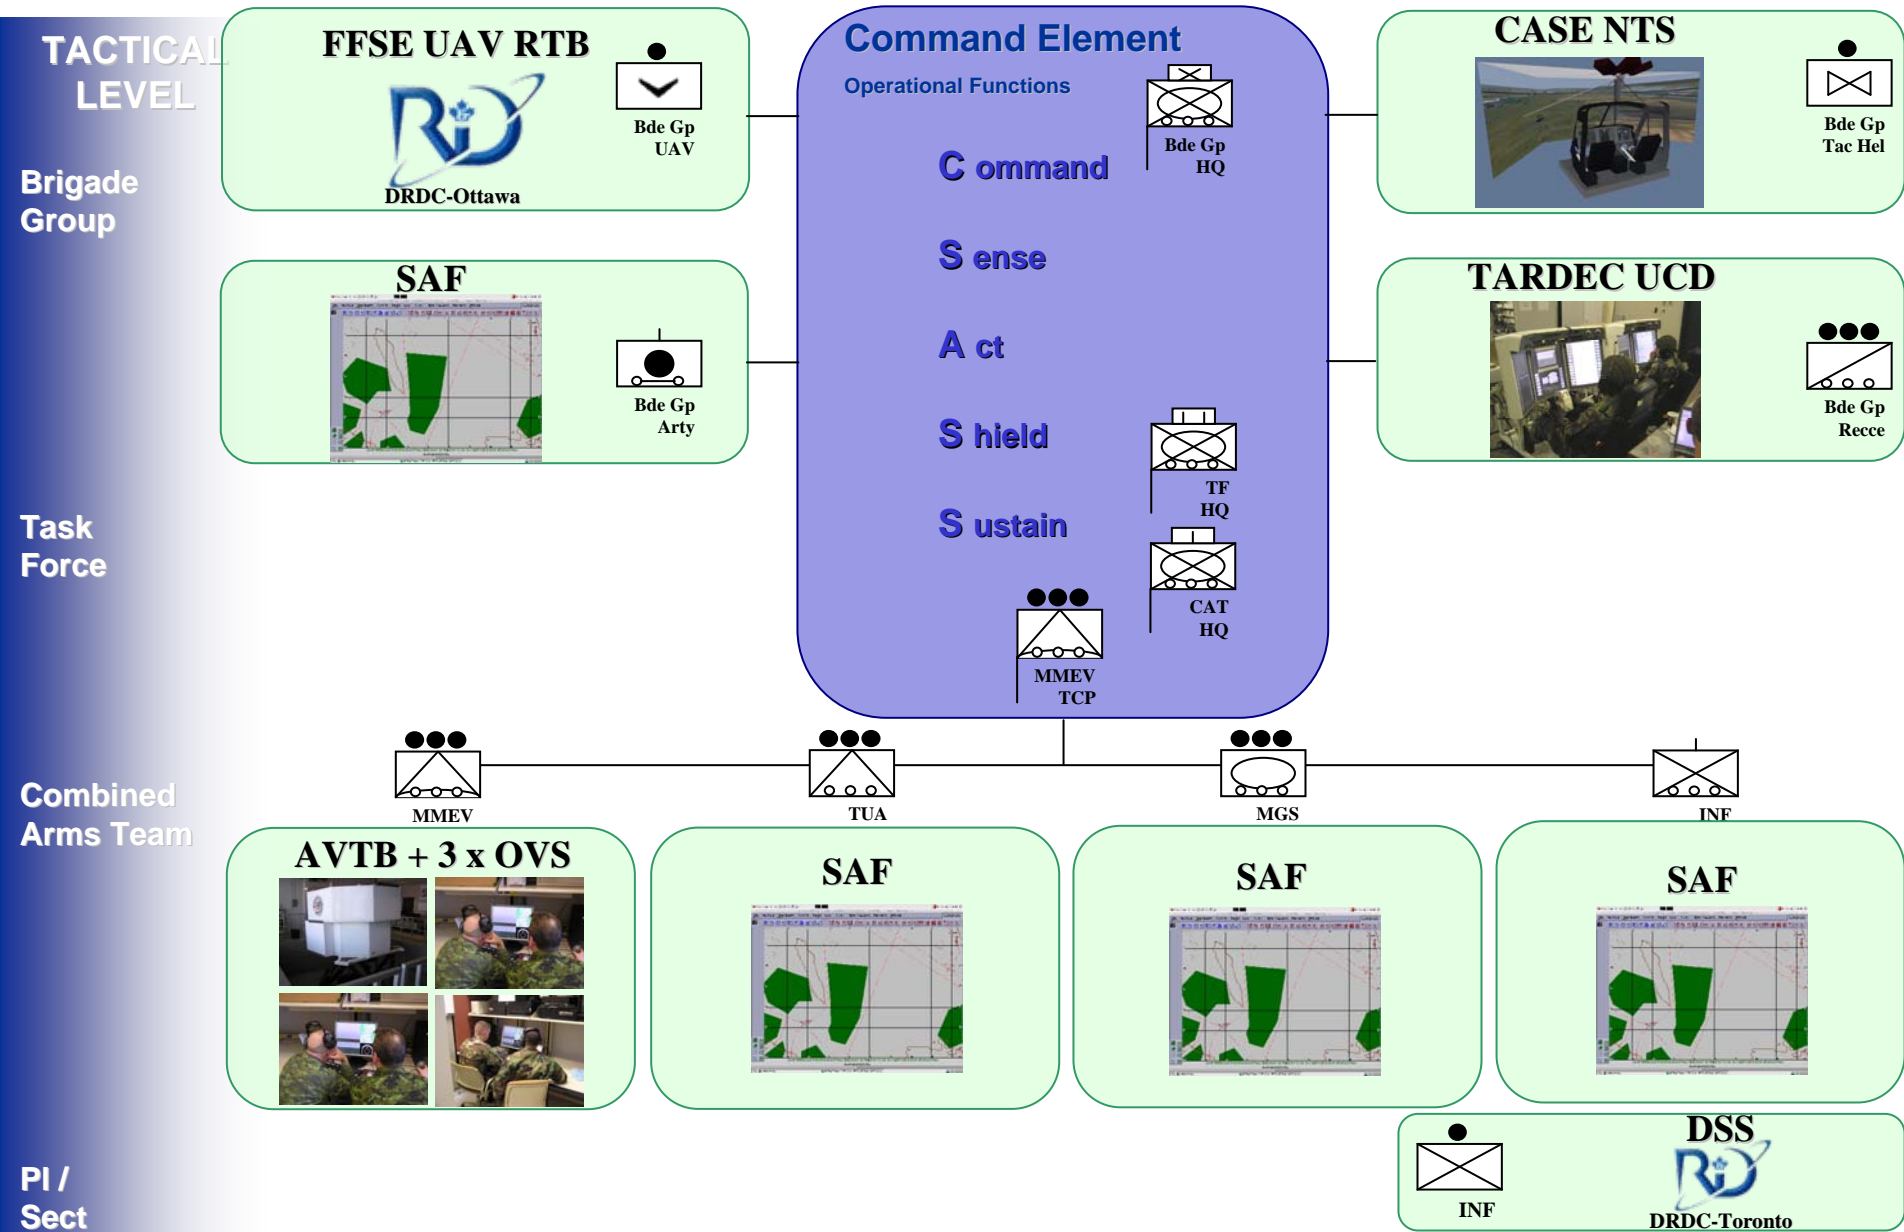 TACTICAL
LEVEL
Brigade
Group
Task
Force
Combined
Arms Team
Pl /
Sect
FFSE UAV RTB
Bde Gp
UAV
DRDC-Ottawa
SAF
Bde Gp
Arty
Command Element
Operational Functions
Bde Gp
HQ
C ommand
S ense
A ct
S hield
S ustain
TF
HQ
CAT
HQ
MMEV
TCP
CASE NTS
Bde Gp
Tac Hel
TARDEC UCD
Bde Gp
Recce
MMEV
TUA
MGS
INF
AVTB + 3 x OVS
SAF
SAF
SAF
DSS
INF
DRDC-Toronto